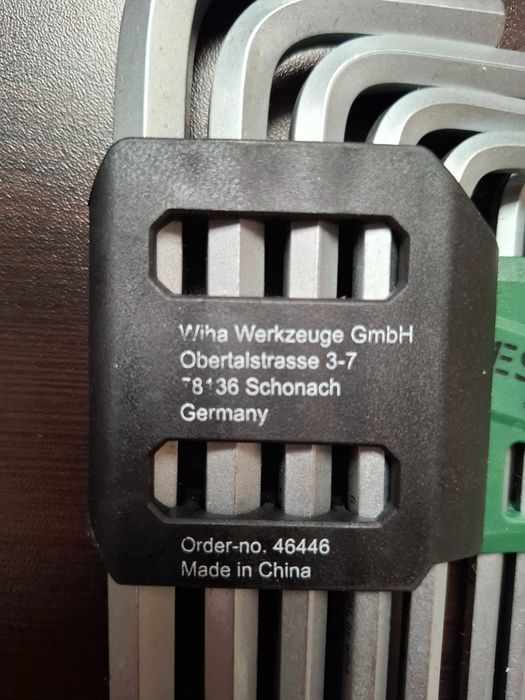 Wiha Werkzeuge GmbH
Obertalstrasse 3-7
78136 Schonach
Germany
Order-no. 46446
Made in China